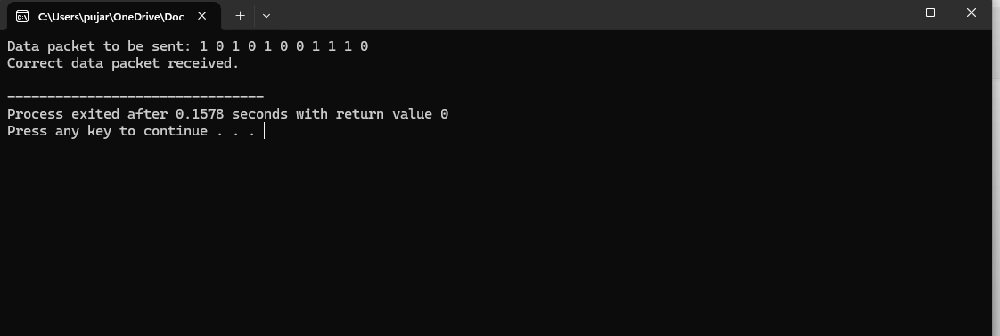 C:\Users\pujar\OneDrive\Doc
Data packet to be sent: 1 0 1 0 1 0 0 1 1 1 0
Correct data packet received.
--------------------------------
Process exited after 0.1578 seconds with return value 0
Press any key to continue . . .